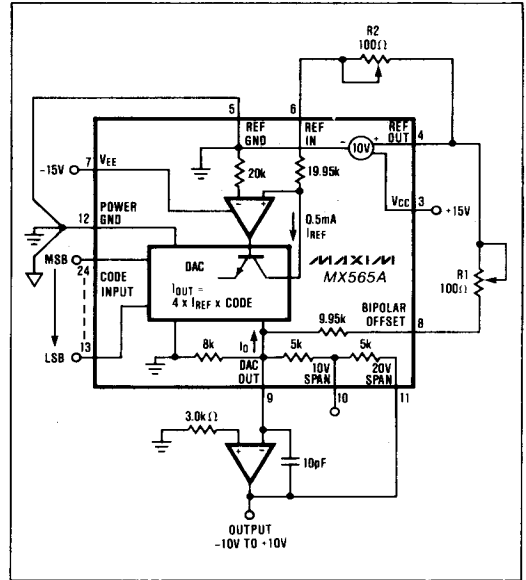 R2
100Ω
5
6
REF GND
REF IN
REF OUT
4
- 10V +
-15V
7
VEE
20k
19.95k
VCC
3
+15V
12
POWER GND
- +
0.5mA
IREF
MAXIM
MX565A
MSB
24
CODE INPUT
DAC
IOUT =
4 x IREF x CODE
R1
100Ω
BIPOLAR OFFSET
9.95k
8
LSB
13
8k
IO
DAC OUT
5k
10V SPAN
5k
20V SPAN
9
10
11
3.0kΩ
+ -
10pF
OUTPUT
-10V TO +10V